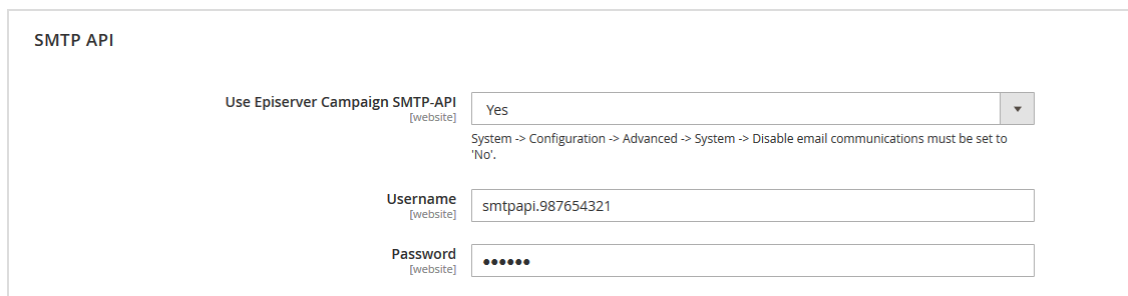 SMTP API
Use Episerver Campaign SMTP-API
[website]
Yes
System -> Configuration -> Advanced -> System -> Disable email communications must be set to
'No'.
Username
[website]
smtpapi.987654321
Password
[website]
••••••